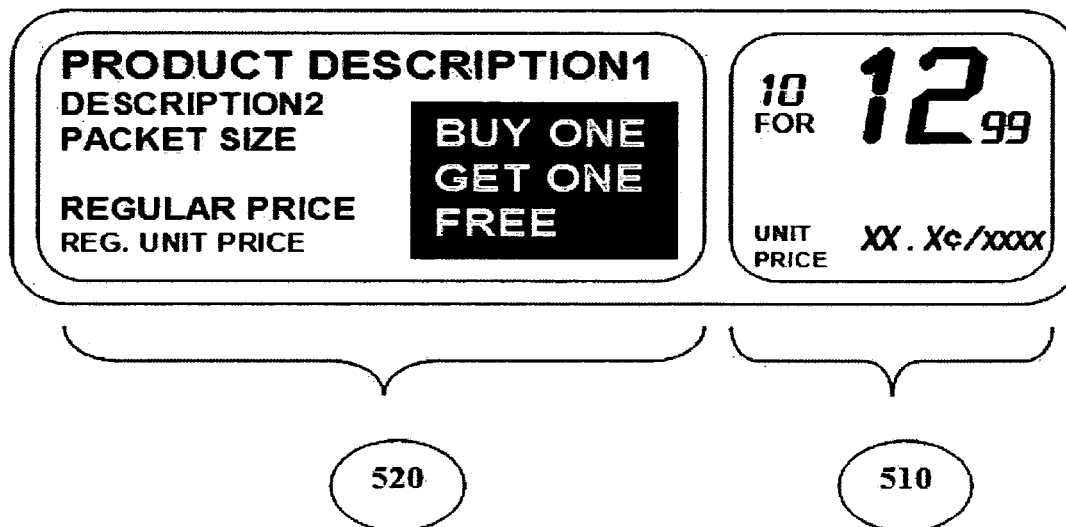 PRODUCT DESCRIPTION1
DESCRIPTION2
PACKET SIZE
BUY ONE
GET ONE
FREE
REGULAR PRICE
REG. UNIT PRICE
10
FOR
12 99
UNIT
PRICE
XX.X¢/xxxx
520
510